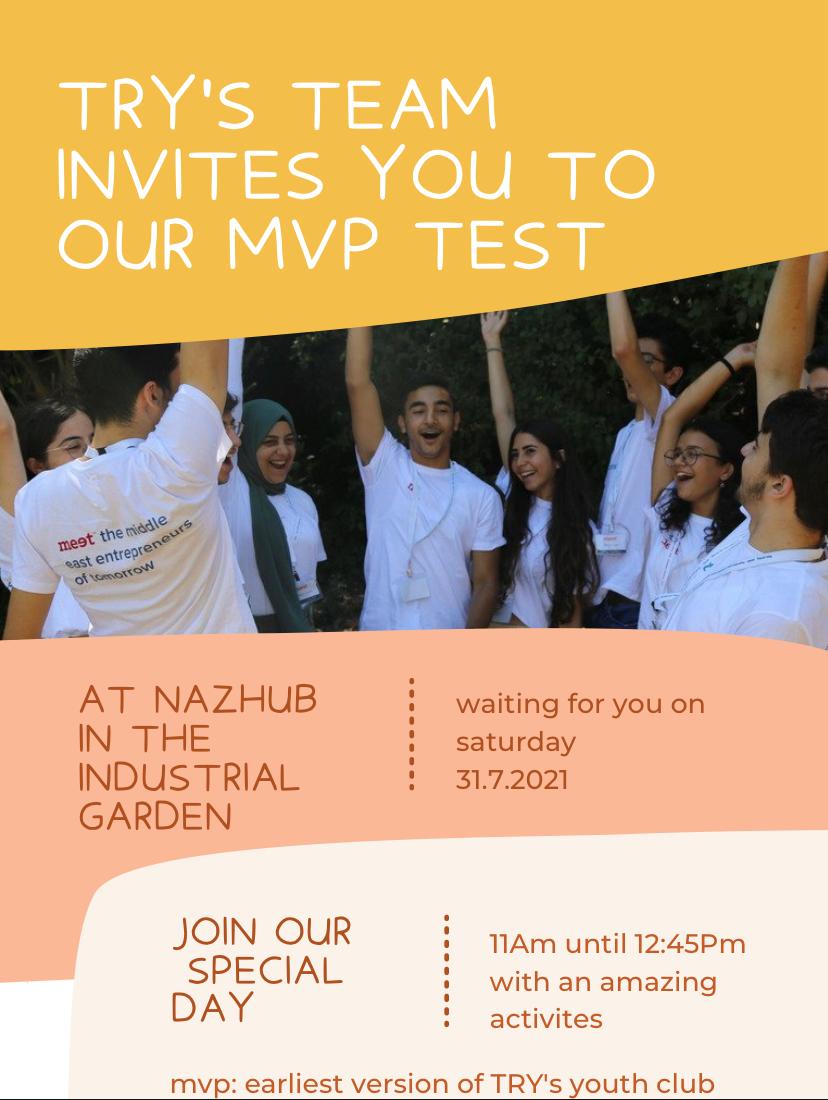 TRY'S TEAM
INVITES YOU TO
OUR MVP TEST
meet the middle
east entrepreneurs
of tomorrow
AT NAZHUB
IN THE
INDUSTRIAL
GARDEN
waiting for you on
saturday
31.7.2021
JOIN OUR
SPECIAL
DAY
11Am until 12:45Pm
with an amazing
activites
mvp: earliest version of TRY's youth club